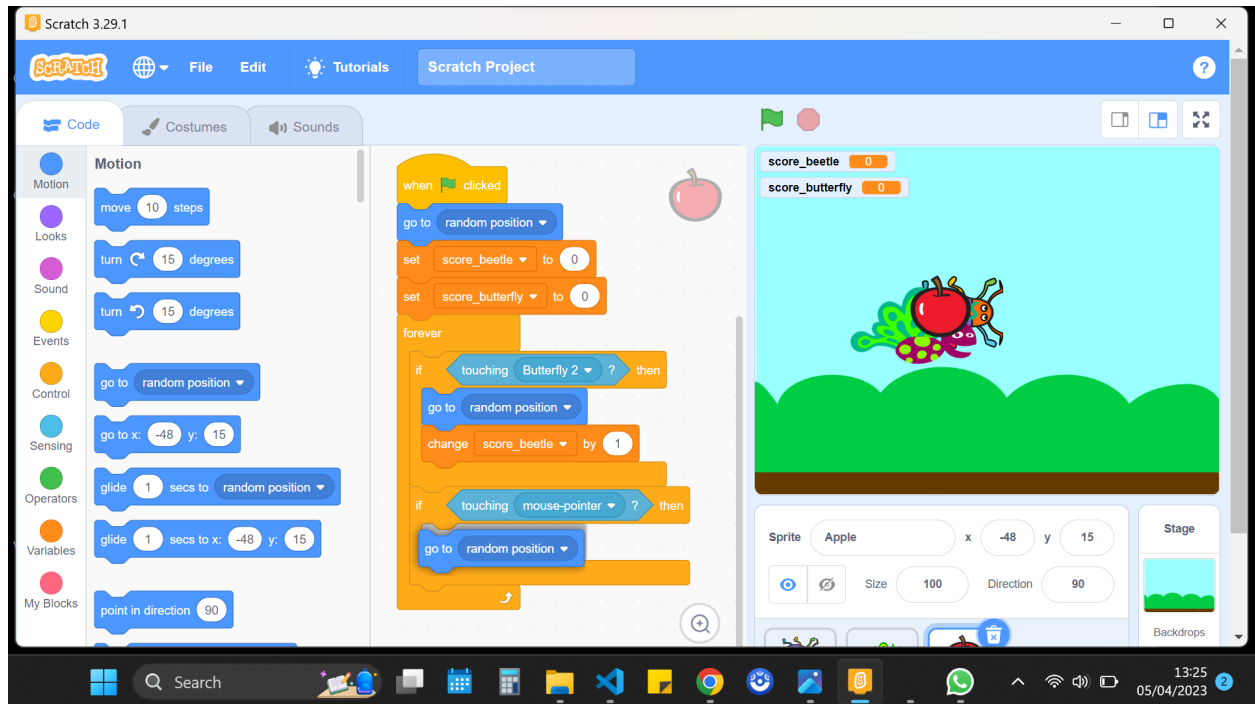 Scratch 3.29.1
SCRATCH File Edit Tutorials Scratch Project ?
Code Costumes Sounds
Motion
Looks
Sound
Events
Control
Sensing
Operators
Variables
My Blocks
Motion
move 10 steps
turn 15 degrees
turn 15 degrees
go to random position
go to x: -48 y: 15
glide 1 secs to random position
glide 1 secs to x: -48 y: 15
point in direction 90
when clicked
go to random position
set score_beetle to 0
set score_butterfly to 0
forever
if touching Butterfly 2 ? then
go to random position
change score_beetle by 1
if touching mouse-pointer ? then
go to random position
score_beetle 0
score_butterfly 0
Sprite Apple x -48 y 15
Size 100 Direction 90
Stage
Backdrops
Search
13:25
05/04/2023 2